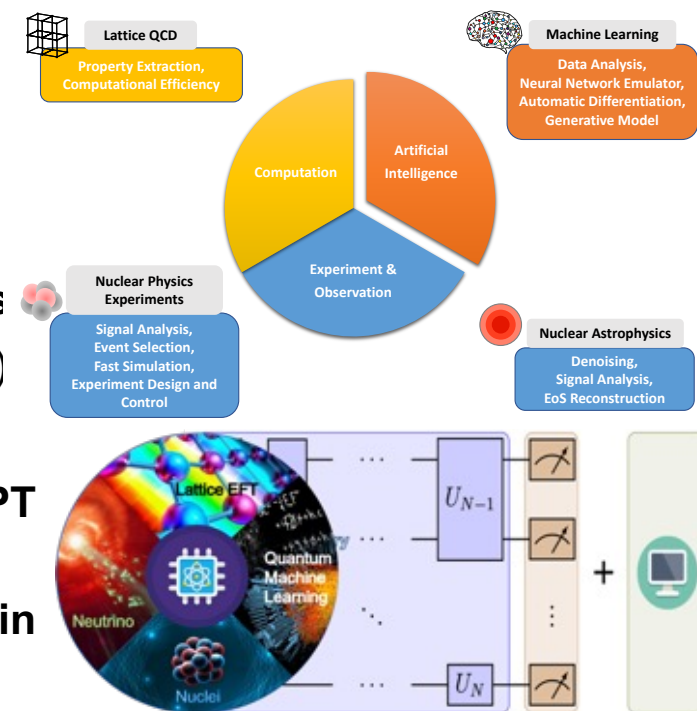 Lattice QCD
Property Extraction,
Computational Efficiency
Machine Learning
Data Analysis,
Neural Network Emulator,
Automatic Differentiation,
Generative Model
Computation
Artificial
Intelligence
Experiment &
Observation
Nuclear Physics
Experiments
Signal Analysis,
Event Selection,
Fast Simulation,
Experiment Design and
Control
Nuclear Astrophysics
Denoising,
Signal Analysis,
EoS Reconstruction
s
)
PT
in
Lattice EFT
Quantum
Machine
Learning
Neutrino
Nuclei
...
U_{N-1}
...
⋱
⋮
+
...
U_N